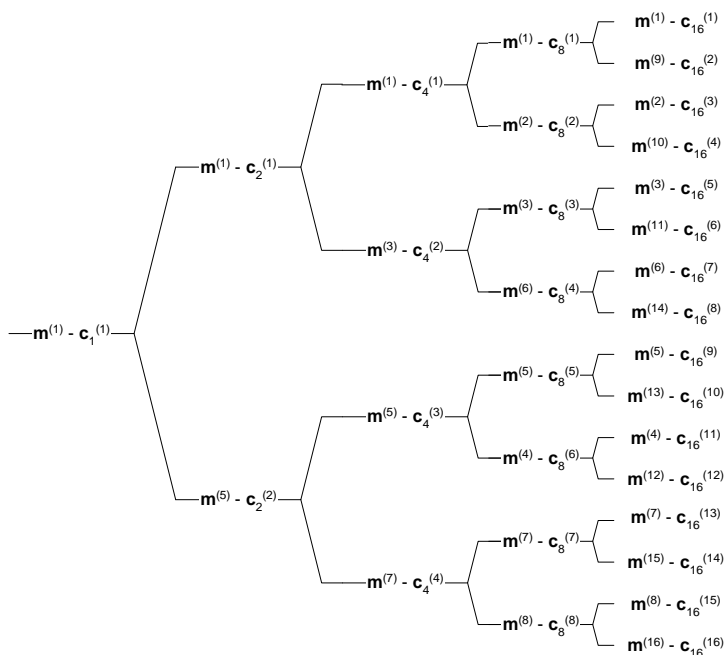 m(1) - c16(1)
m(1) - c8(1)
m(9) - c16(2)
m(1) - c4(1)
m(2) - c16(3)
m(2) - c8(2)
m(10) - c16(4)
m(1) - c2(1)
m(3) - c16(5)
m(3) - c8(3)
m(11) - c16(6)
m(3) - c4(2)
m(6) - c16(7)
m(6) - c8(4)
m(14) - c16(8)
m(1) - c1(1)
m(5) - c16(9)
m(5) - c8(5)
m(13) - c16(10)
m(5) - c4(3)
m(4) - c16(11)
m(4) - c8(6)
m(12) - c16(12)
m(5) - c2(2)
m(7) - c16(13)
m(7) - c8(7)
m(15) - c16(14)
m(7) - c4(4)
m(8) - c16(15)
m(8) - c8(8)
m(16) - c16(16)